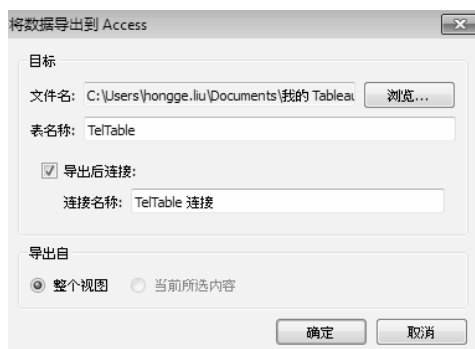 将数据导出到 Access
目标
文件名: C:\Users\hongge.liu\Documents\我的 Tableau 浏览...
表名称: TelTable
导出后连接:
连接名称: TelTable 连接
导出自
整个视图 当前所选内容
确定 取消